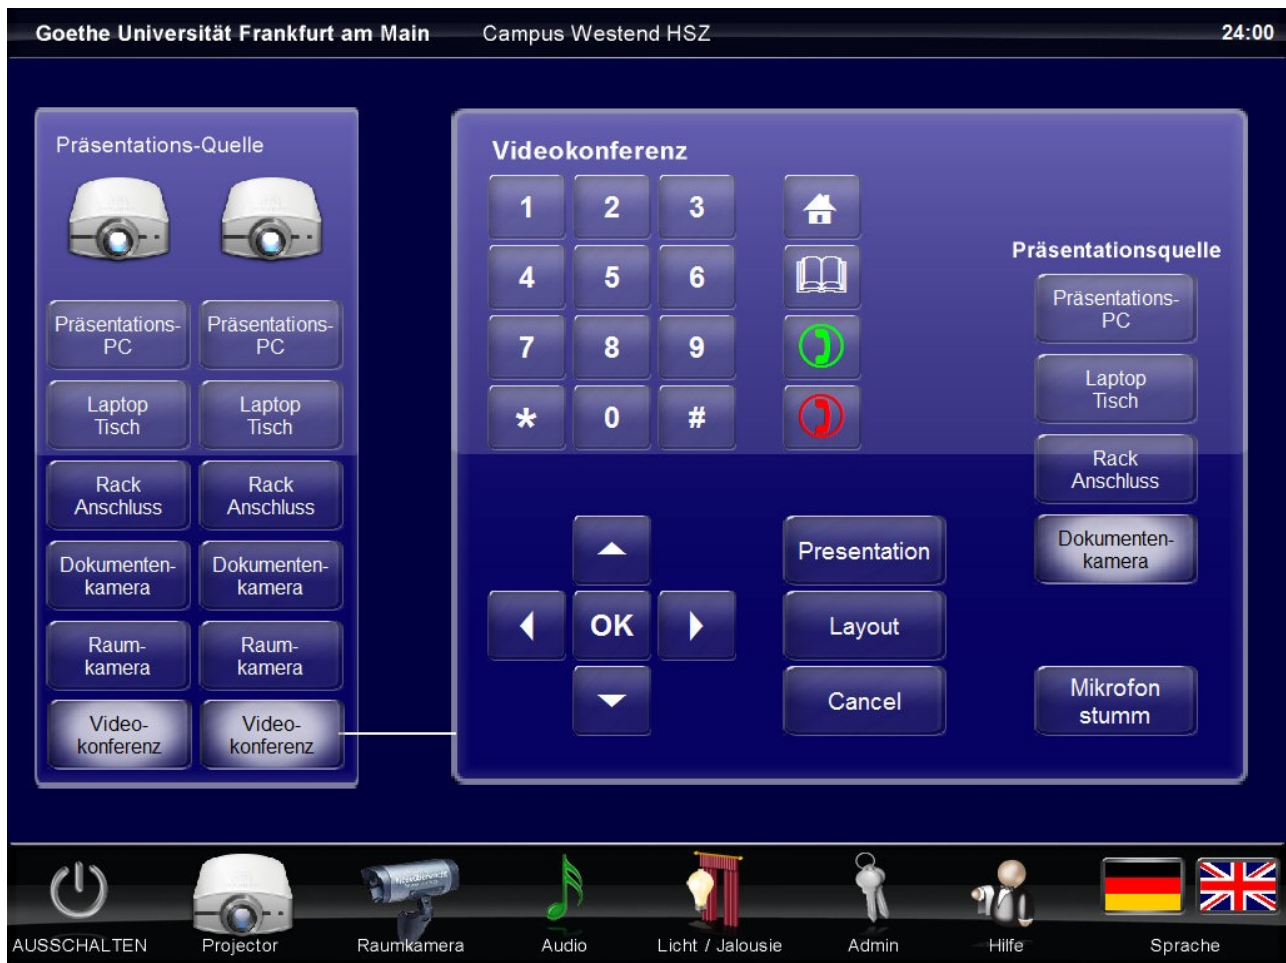 Goethe Universität Frankfurt am Main Campus Westend HSZ 24:00
Präsentations-Quelle
Präsentations-
PC
Präsentations-
PC
Laptop
Tisch
Laptop
Tisch
Rack
Anschluss
Rack
Anschluss
Dokumenten-
kamera
Dokumenten-
kamera
Raum-
kamera
Raum-
kamera
Video-
konferenz
Video-
konferenz
Videokonferenz
1 2 3
4 5 6
7 8 9
* 0 #
OK
Presentation
Layout
Cancel
Präsentationsquelle
Präsentations-
PC
Laptop
Tisch
Rack
Anschluss
Dokumenten-
kamera
Mikrofon
stumm
AUSSCHALTEN Projector Raumkamera Audio Licht / Jalousie Admin Hilfe Sprache